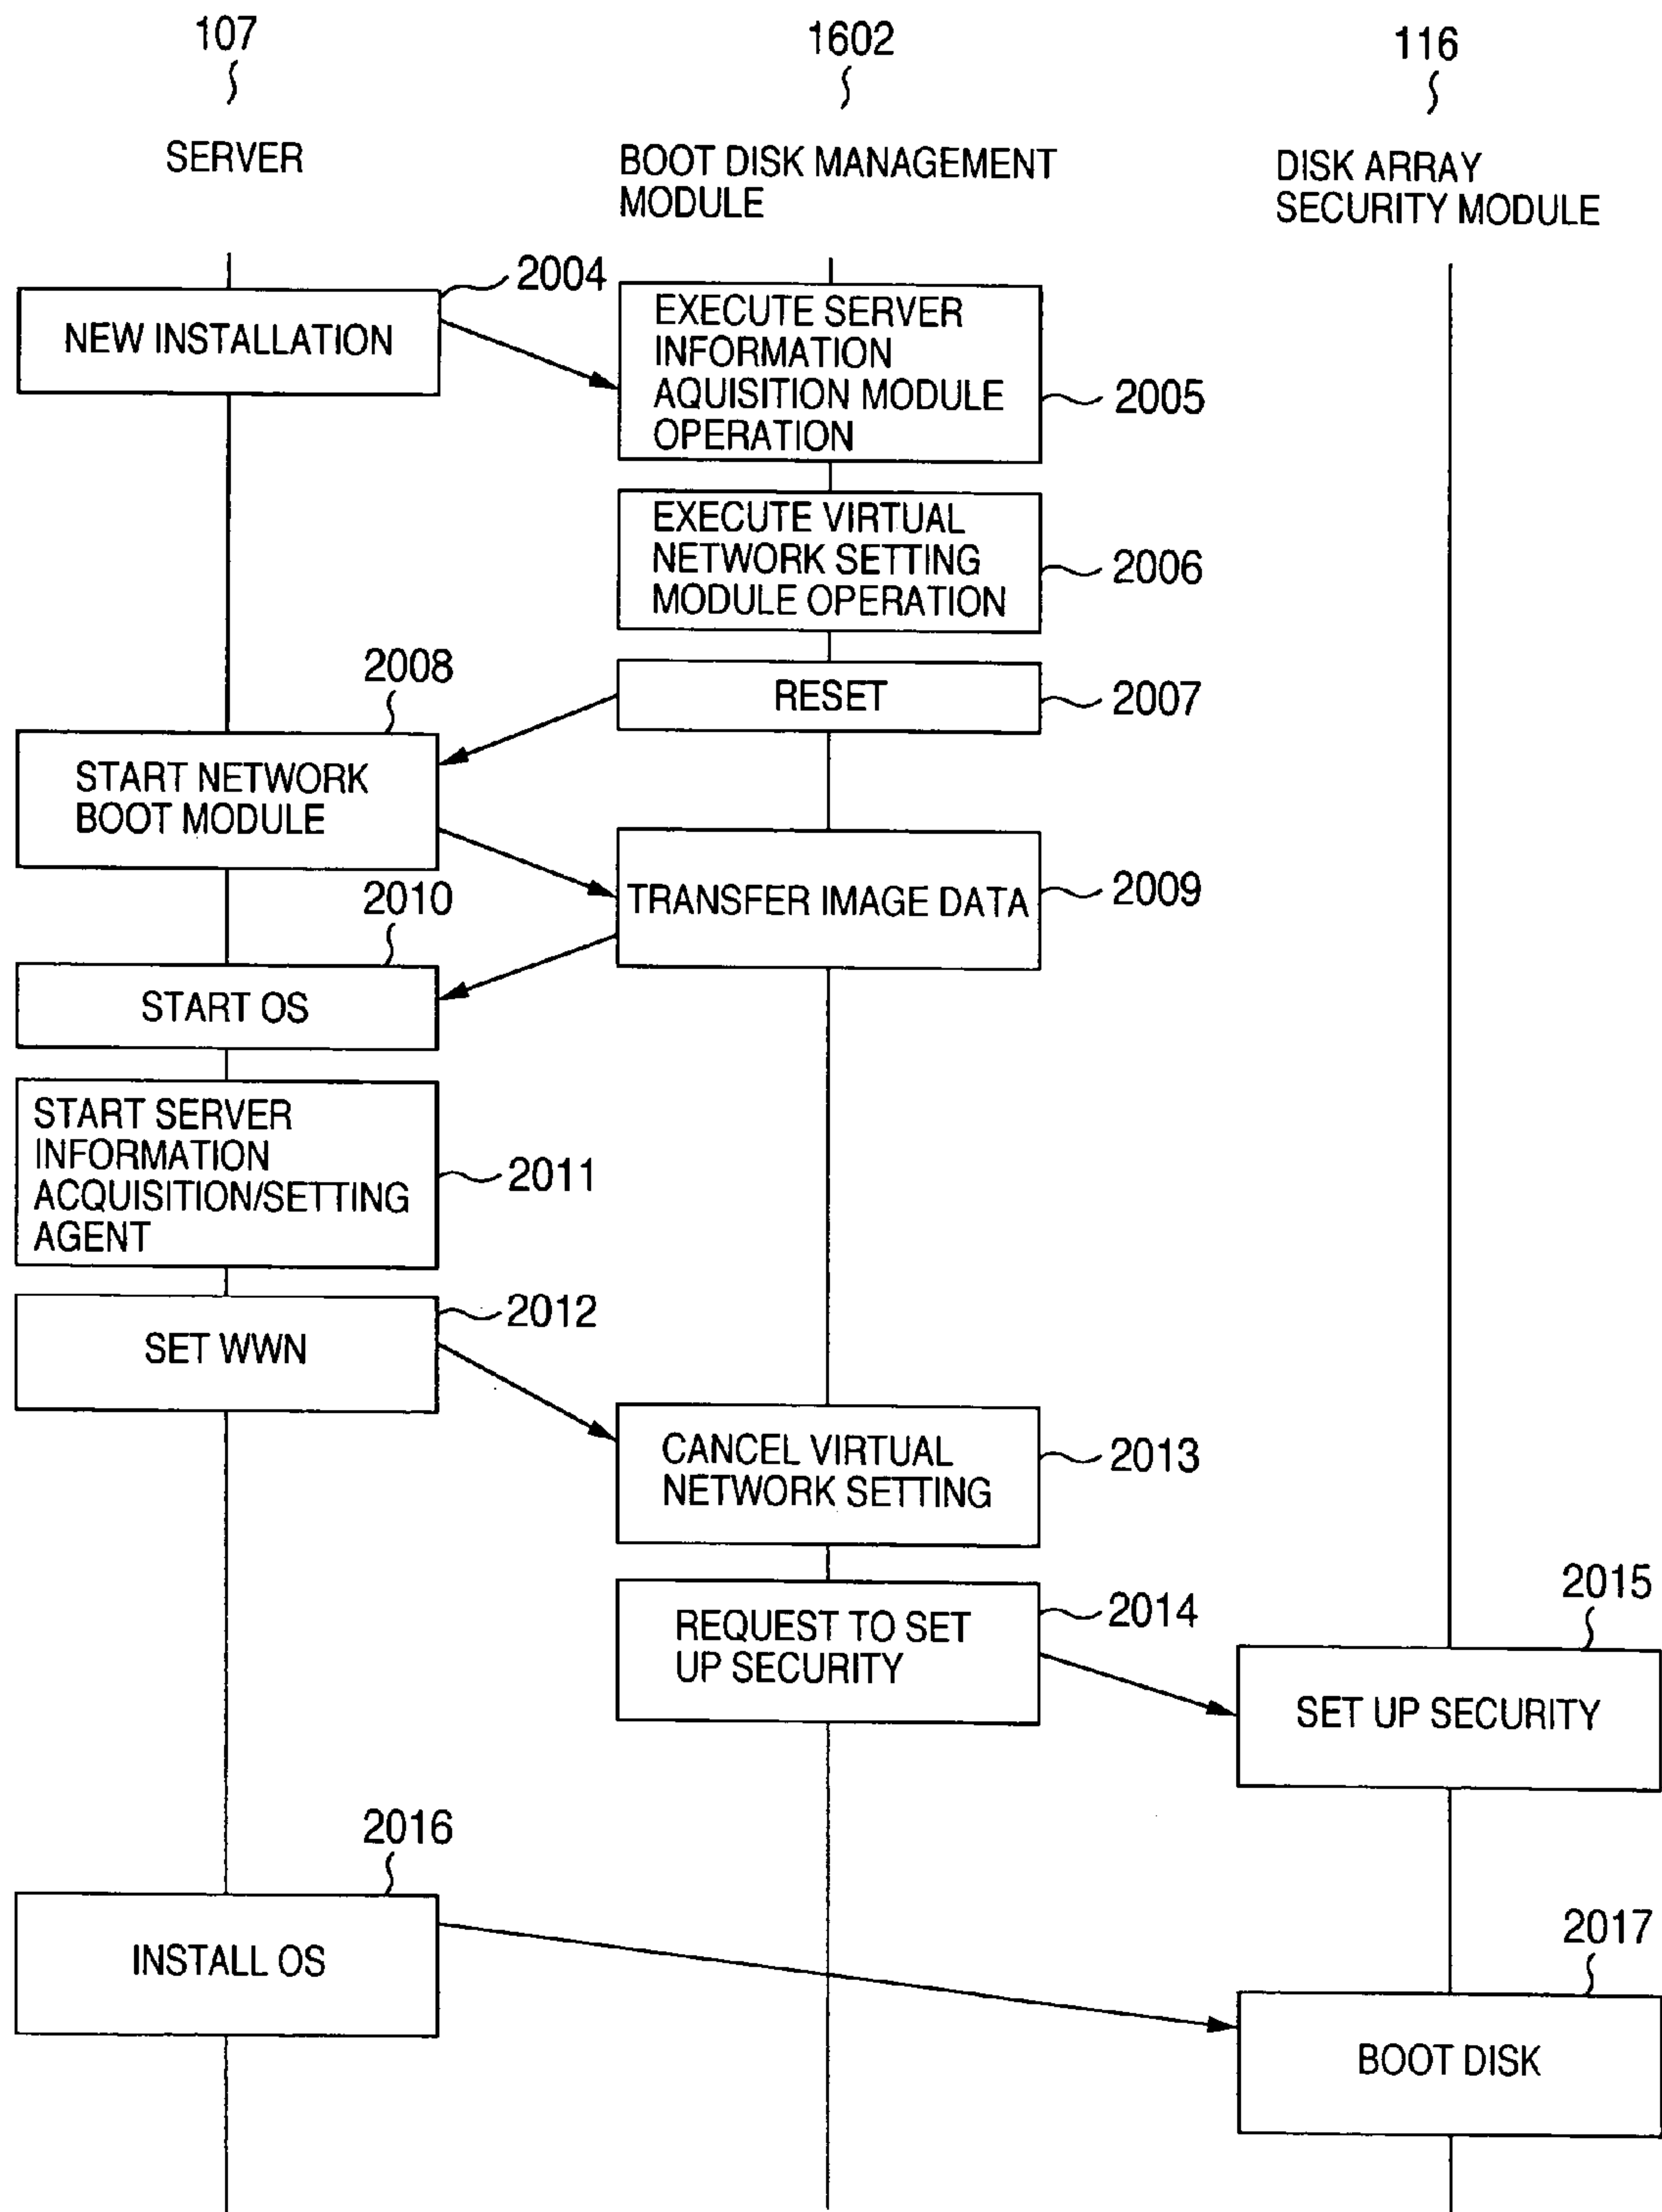 107
1602
116
SERVER
BOOT DISK MANAGEMENT
MODULE
DISK ARRAY
SECURITY MODULE
NEW INSTALLATION
2004
EXECUTE SERVER
INFORMATION
AQUISITION MODULE
OPERATION
2005
EXECUTE VIRTUAL
NETWORK SETTING
MODULE OPERATION
2006
RESET
2007
2008
START NETWORK
BOOT MODULE
TRANSFER IMAGE DATA
2009
2010
START OS
START SERVER
INFORMATION
ACQUISITION/SETTING
AGENT
2011
SET WWN
2012
CANCEL VIRTUAL
NETWORK SETTING
2013
REQUEST TO SET
UP SECURITY
2014
2015
SET UP SECURITY
2016
INSTALL OS
2017
BOOT DISK